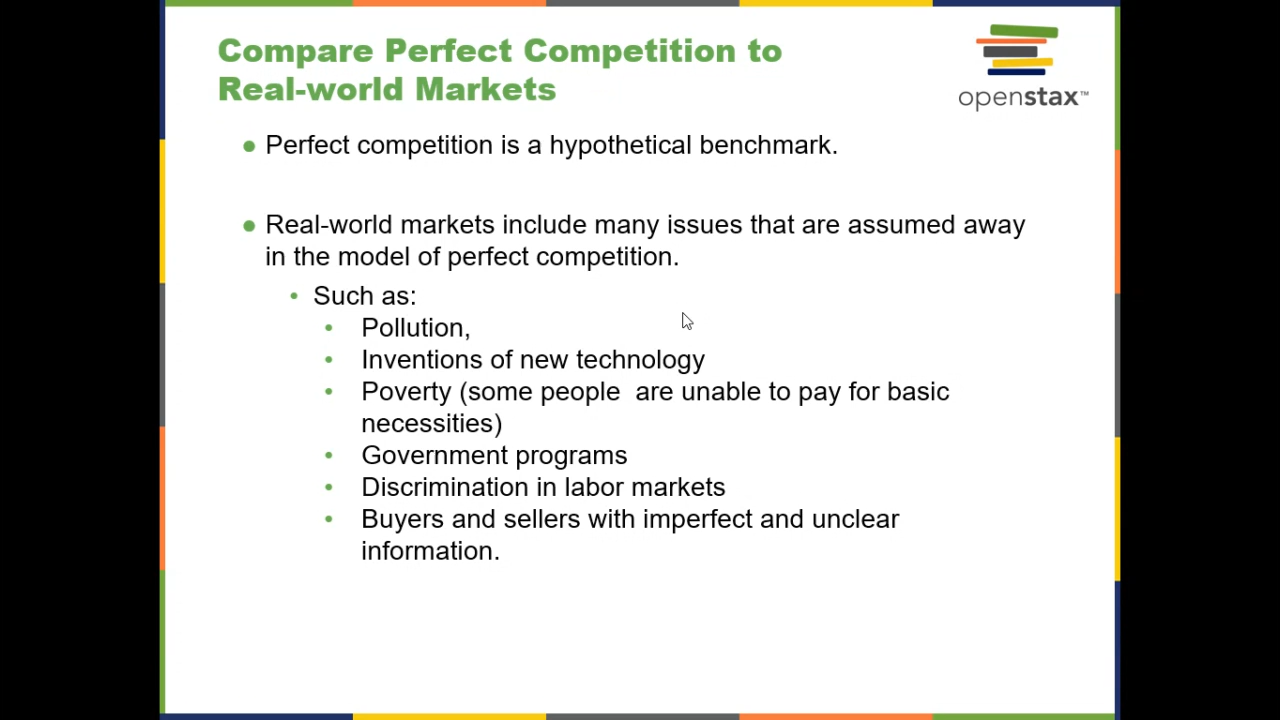 Compare Perfect Competition to
Real-world Markets
openstax™
● Perfect competition is a hypothetical benchmark.
● Real-world markets include many issues that are assumed away
in the model of perfect competition.
• Such as:
• Pollution,
• Inventions of new technology
• Poverty (some people  are unable to pay for basic
necessities)
• Government programs
• Discrimination in labor markets
• Buyers and sellers with imperfect and unclear
information.